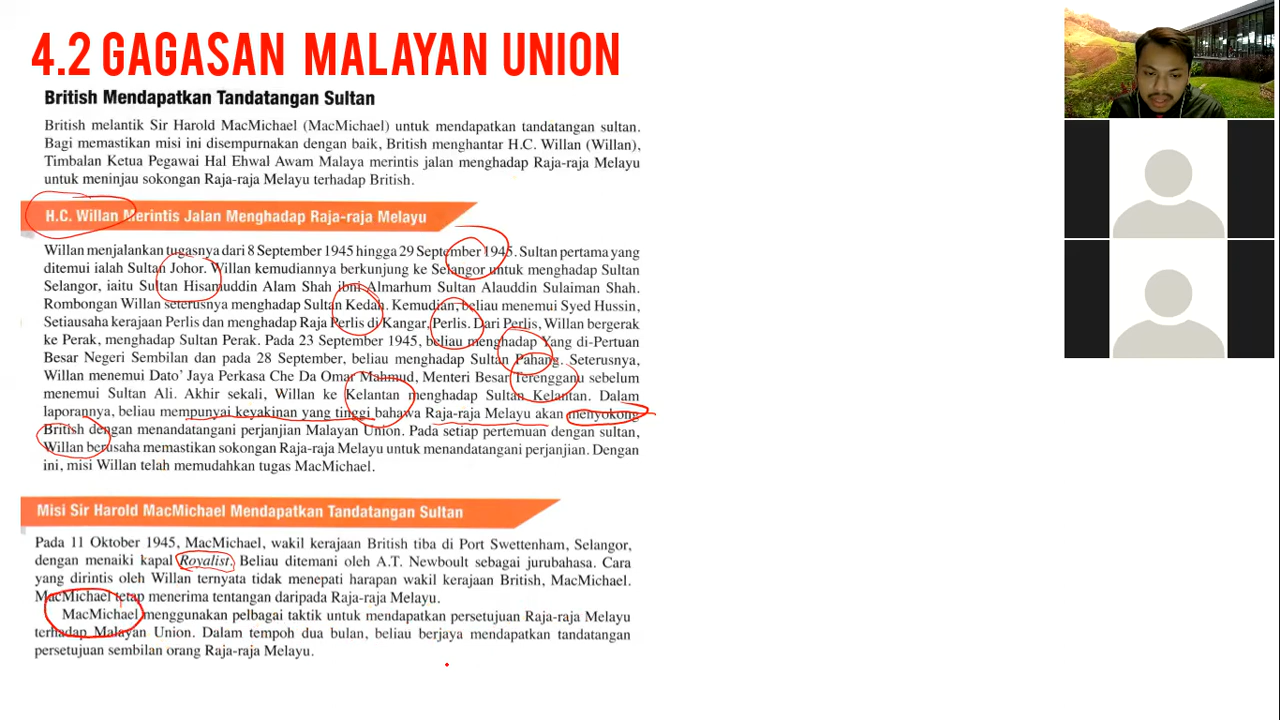 4.2 GAGASAN MALAYAN UNION
British Mendapatkan Tandatangan Sultan
British melantik Sir Harold MacMichael (MacMichael) untuk mendapatkan tandatangan sultan.
Bagi memastikan misi ini disempurnakan dengan baik, British menghantar H.C. Willan (Willan),
Timbalan Ketua Pegawai Hal Ehwal Awam Malaya merintis jalan menghadap Raja-raja Melayu
untuk meninjau sokongan Raja-raja Melayu terhadap British.
H.C. Willan Merintis Jalan Menghadap Raja-raja Melayu
Willan menjalankan tugasnya dari 8 September 1945 hingga 29 September 1945. Sultan pertama yang
ditemui ialah Sultan Johor. Willan kemudiannya berkunjung ke Selangor untuk menghadap Sultan
Selangor, iaitu Sultan Hisamuddin Alam Shah ibni Almarhum Sultan Alauddin Sulaiman Shah.
Rombongan Willan seterusnya menghadap Sultan Kedah. Kemudian, beliau menemui Syed Hussin,
Setiausaha kerajaan Perlis dan menghadap Raja Perlis di Kangar, Perlis. Dari Perlis, Willan bergerak
ke Perak, menghadap Sultan Perak. Pada 23 September 1945, beliau menghadap Yang di-Pertuan
Besar Negeri Sembilan dan pada 28 September, beliau menghadap Sultan Pahang. Seterusnya,
Willan menemui Dato' Jaya Perkasa Che Da Omar Mahmud, Menteri Besar Terengganu sebelum
menemui Sultan Ali. Akhir sekali, Willan ke Kelantan menghadap Sultan Kelantan. Dalam
laporannya, beliau mempunyai keyakinan yang tinggi bahawa Raja-raja Melayu akan menyokong
British dengan menandatangani perjanjian Malayan Union. Pada setiap pertemuan dengan sultan,
Willan berusaha memastikan sokongan Raja-raja Melayu untuk menandatangani perjanjian. Dengan
ini, misi Willan telah memudahkan tugas MacMichael.
Misi Sir Harold MacMichael Mendapatkan Tandatangan Sultan
Pada 11 Oktober 1945, MacMichael, wakil kerajaan British tiba di Port Swettenham, Selangor,
dengan menaiki kapal Royalist. Beliau ditemani oleh A.T. Newboult sebagai jurubahasa. Cara
yang dirintis oleh Willan ternyata tidak menepati harapan wakil kerajaan British, MacMichael.
MacMichael tetap menerima tentangan daripada Raja-raja Melayu.
MacMichael menggunakan pelbagai taktik untuk mendapatkan persetujuan Raja-raja Melayu
terhadap Malayan Union. Dalam tempoh dua bulan, beliau berjaya mendapatkan tandatangan
persetujuan sembilan orang Raja-raja Melayu.